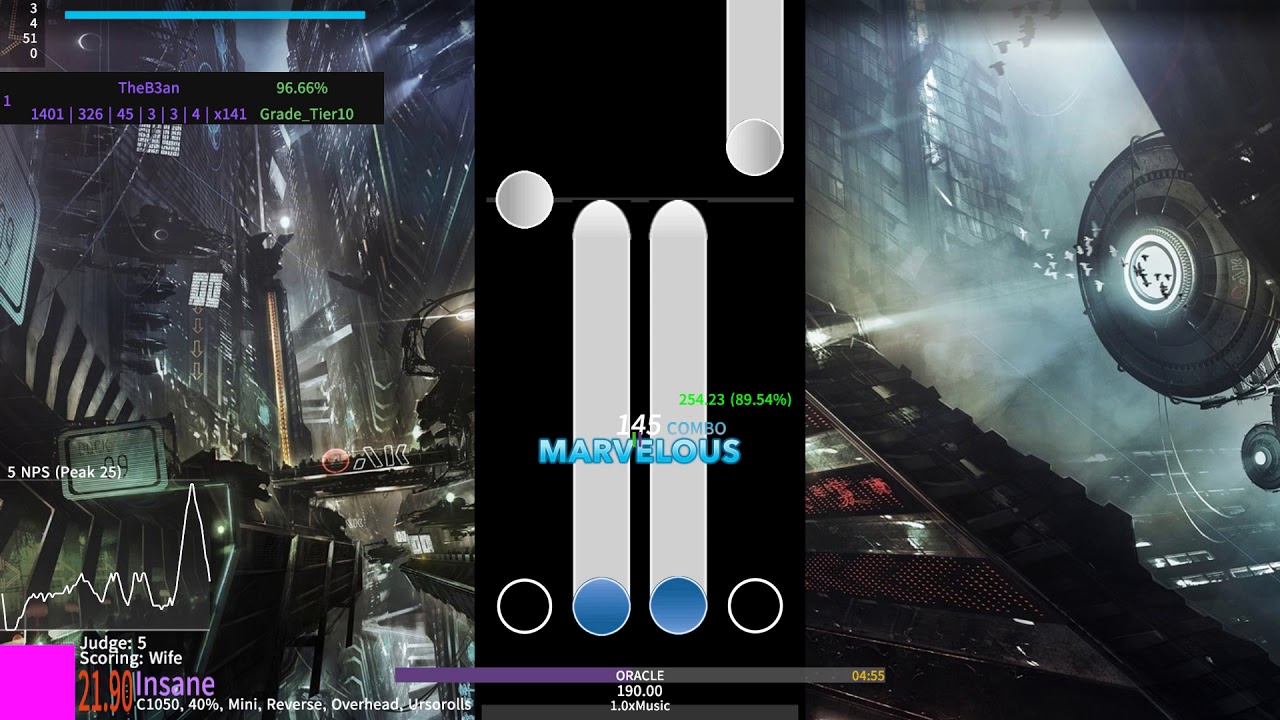 3
4
51
0
TheB3an 96.66%
1
1401 | 326 | 45 | 3 | 3 | 4 | x141 Grade_Tier10
254.23 (89.54%)
145 COMBO
MARVELOUS
5 NPS (Peak 25)
Judge: 5
Scoring: Wife
21.90 Insane
C1050, 40%, Mini, Reverse, Overhead, Ursorolls
ORACLE 04:55
190.00
1.0xMusic